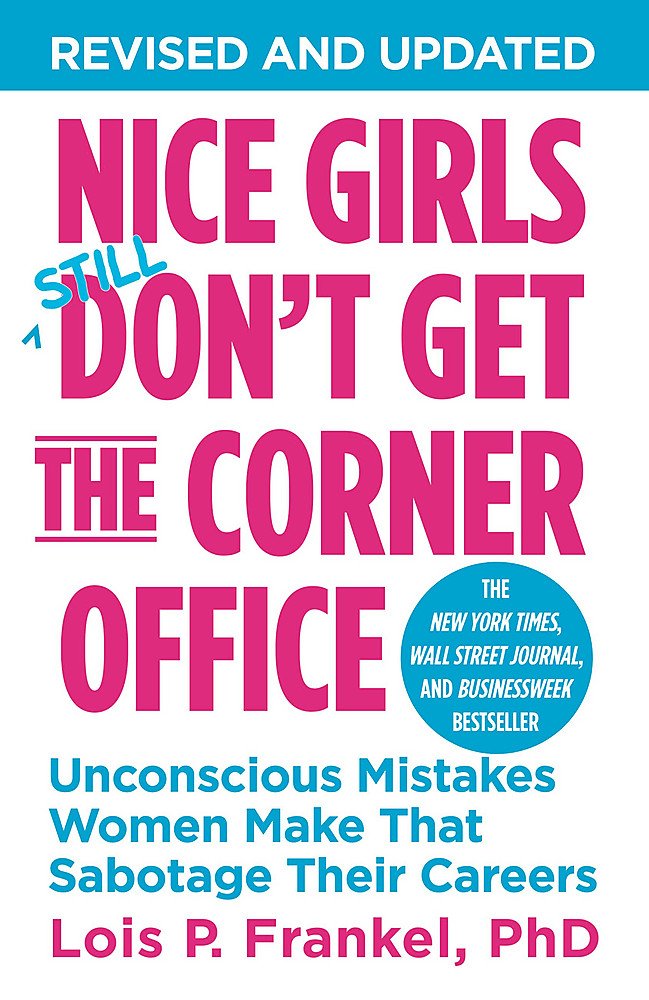 REVISED AND UPDATED
NICE GIRLS
STILL
DON'T GET
THE CORNER
OFFICE
THE
NEW YORK TIMES,
WALL STREET JOURNAL,
AND BUSINESSWEEK
BESTSELLER
Unconscious Mistakes
Women Make That
Sabotage Their Careers
Lois P. Frankel, PhD